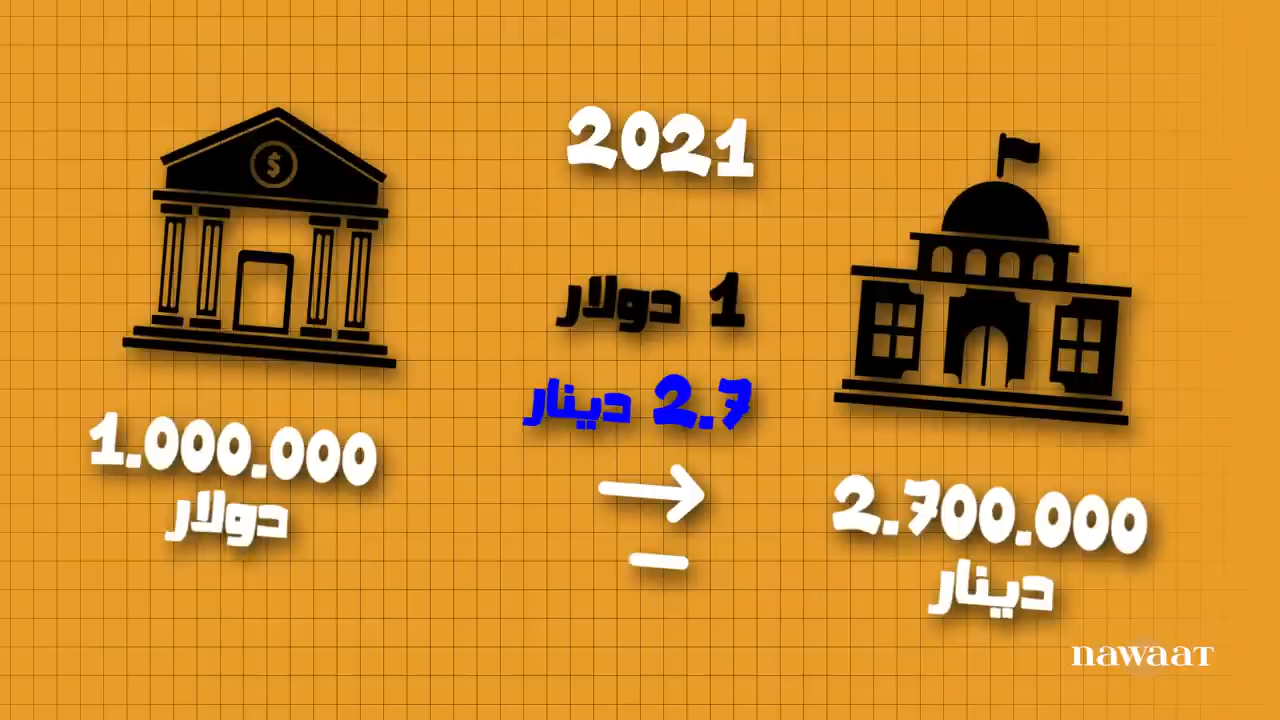 2021
$
1 دولار
2.7 دينار
1.000.000
دولار
2.700.000
دينار
nawaat